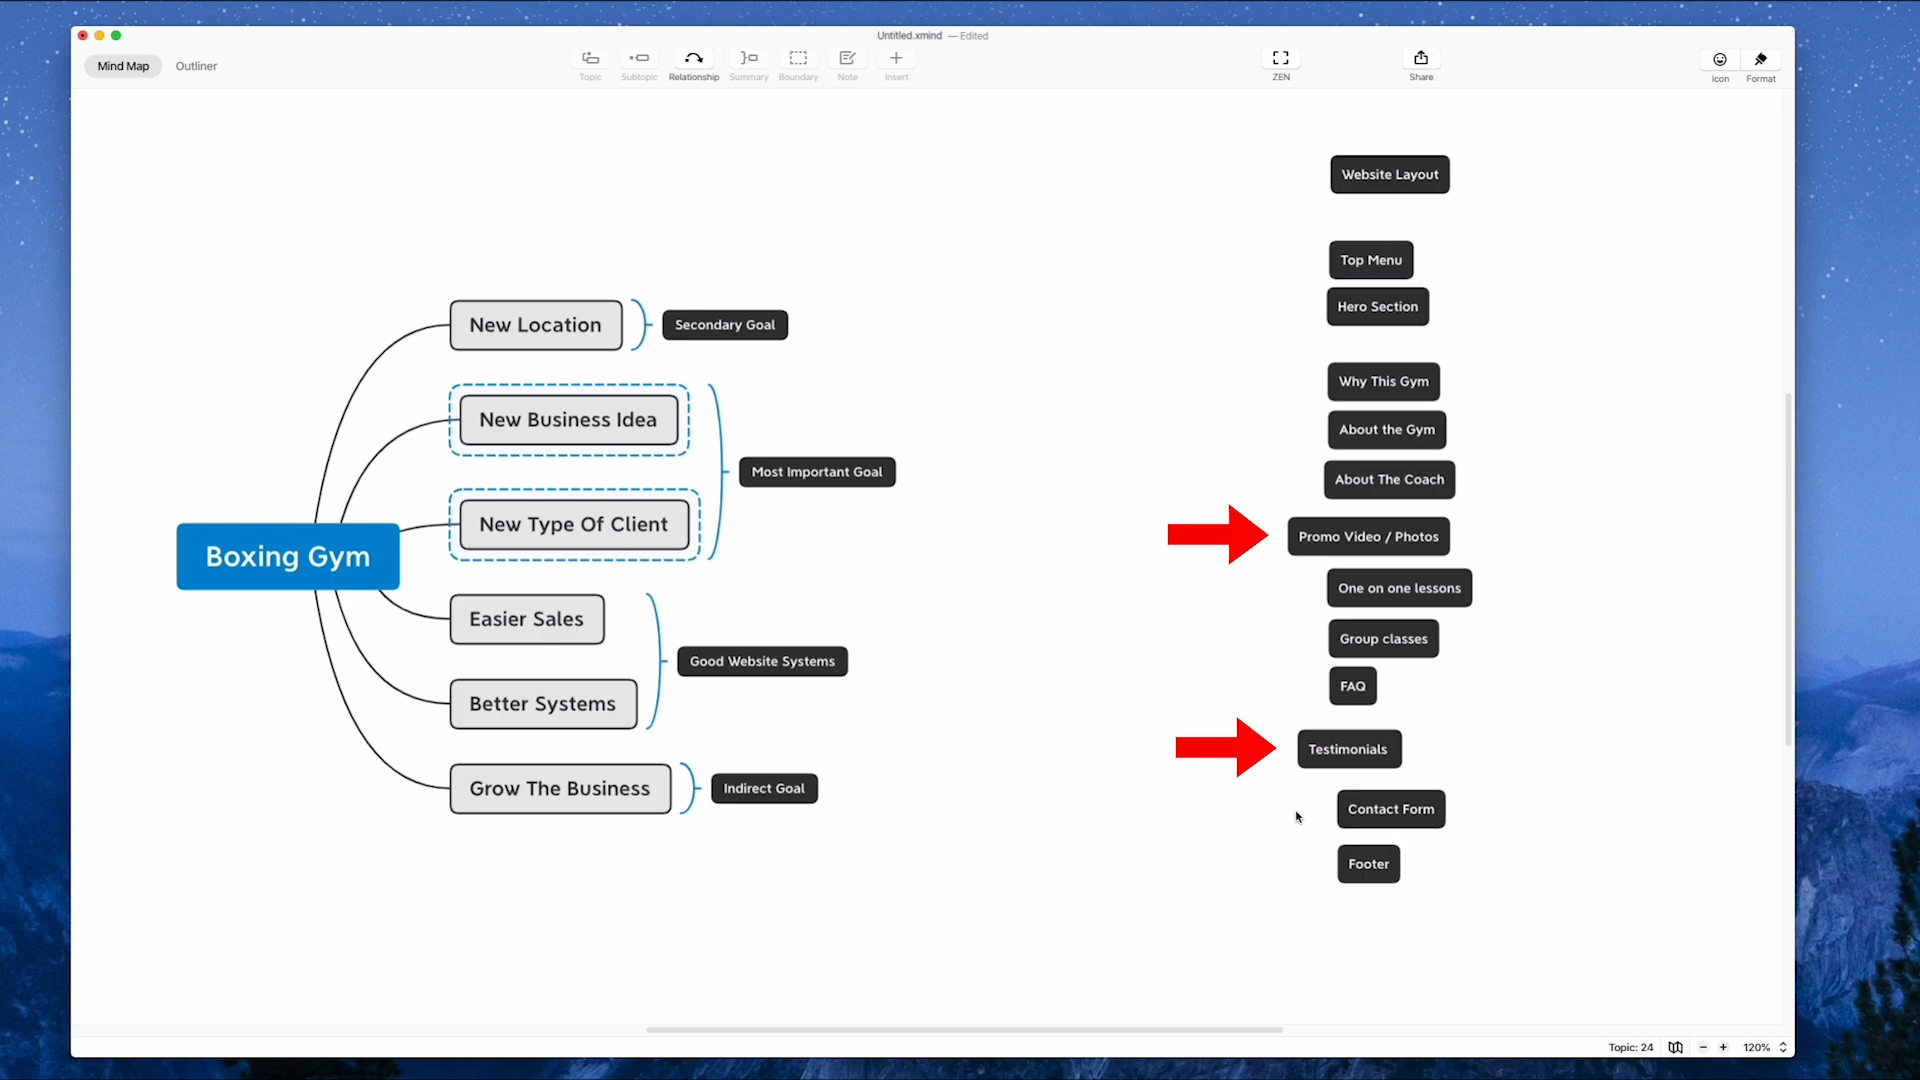 Untitled.xmind — Edited
Mind Map
Outliner
Topic
Subtopic
Relationship
Summary
Boundary
Note
Insert
ZEN
Share
Icon
Format
Website Layout
Top Menu
Hero Section
New Location
Secondary Goal
Why This Gym
New Business Idea
About the Gym
Most Important Goal
About The Coach
New Type Of Client
Promo Video / Photos
Boxing Gym
One on one lessons
Easier Sales
Group classes
Good Website Systems
FAQ
Better Systems
Testimonials
Grow The Business
Indirect Goal
Contact Form
Footer
Topic: 24
120%